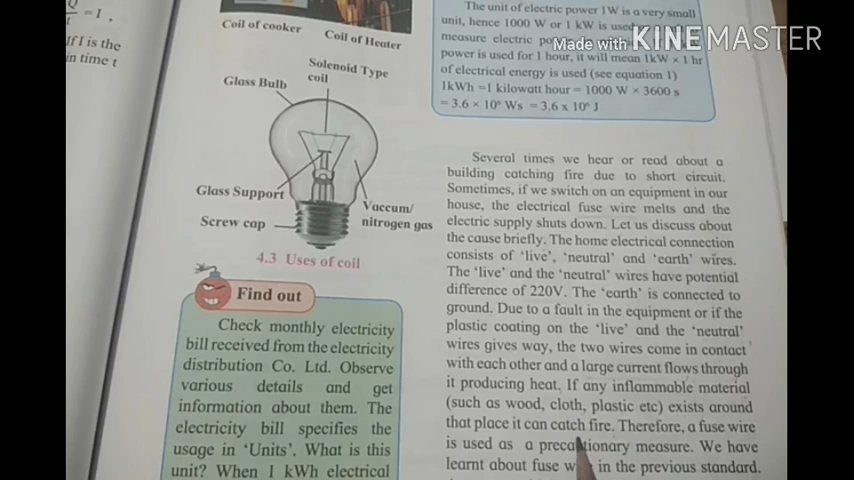 Q
— = I ,
t
If I is the
in time t
Coil of cooker
Coil of Heater
Solenoid Type
coil
Glass Bulb
Glass Support
Screw cap
Vaccum/
nitrogen gas
4.3 Uses of coil
Find out
Check monthly electricity
bill received from the electricity
distribution Co. Ltd. Observe
various details and get
information about them. The
electricity bill specifies the
usage in ‘Units’. What is this
unit? When 1 kWh electrical
The unit of electric power 1W is a very small
unit, hence 1000 W or 1 kW is used
measure electric
power is used for 1 hour, it will mean 1kW × 1 hr
of electrical energy is used (see equation 1)
1kWh =1 kilowatt hour = 1000 W × 3600 s
= 3.6 × 10⁶ Ws = 3.6 x 10⁶ J
Made with KINEMASTER
Several times we hear or read about a
building catching fire due to short circuit.
Sometimes, if we switch on an equipment in our
house, the electrical fuse wire melts and the
electric supply shuts down. Let us discuss about
the cause briefly. The home electrical connection
consists of ‘live’, ‘neutral’ and ‘earth’ wires.
The ‘live’ and the ‘neutral’ wires have potential
difference of 220V. The ‘earth’ is connected to
ground. Due to a fault in the equipment or if the
plastic coating on the ‘live’ and the ‘neutral’
wires gives way, the two wires come in contact
with each other and a large current flows through
it producing heat. If any inflammable material
(such as wood, cloth, plastic etc) exists around
that place it can catch fire. Therefore, a fuse wire
is used as a precautionary measure. We have
learnt about fuse in the previous standard.